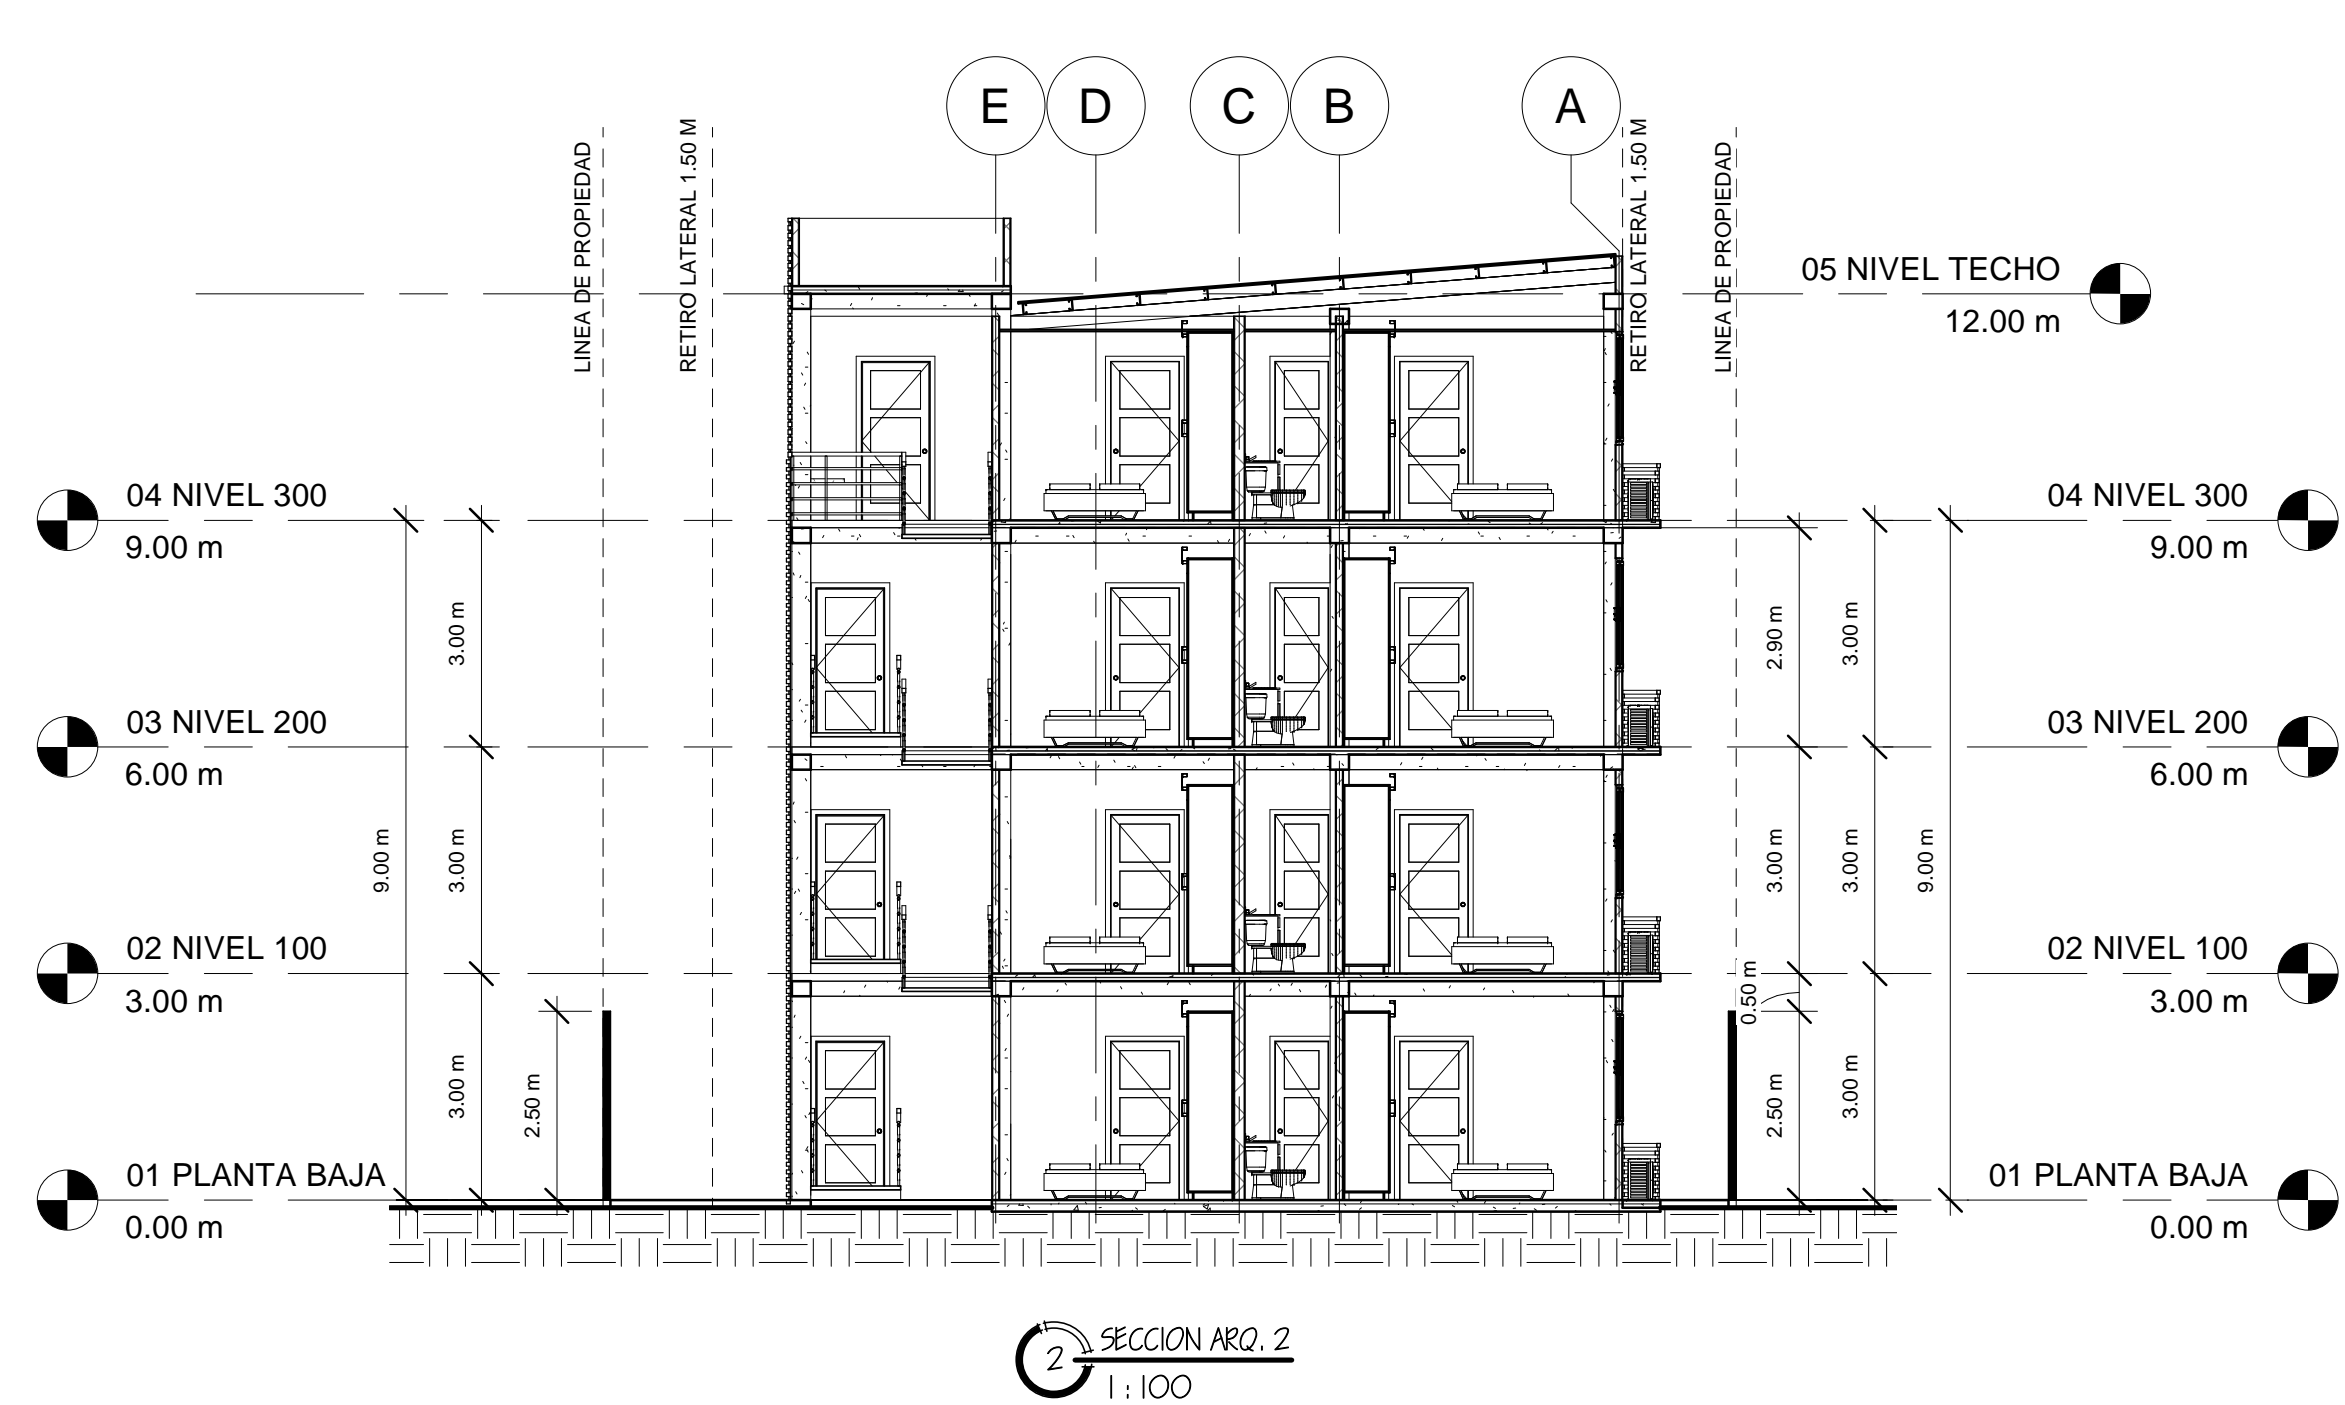 E
D
C
B
A
LINEA DE PROPIEDAD
RETIRO LATERAL 1.50 M
RETIRO LATERAL 1.50 M
LINEA DE PROPIEDAD
05 NIVEL TECHO
12.00 m
04 NIVEL 300
9.00 m
04 NIVEL 300
9.00 m
3.00 m
2.90 m
3.00 m
03 NIVEL 200
6.00 m
03 NIVEL 200
6.00 m
9.00 m
3.00 m
3.00 m
3.00 m
9.00 m
02 NIVEL 100
3.00 m
0.50 m
02 NIVEL 100
3.00 m
3.00 m
2.50 m
2.50 m
3.00 m
01 PLANTA BAJA
0.00 m
01 PLANTA BAJA
0.00 m
2
SECCION ARQ. 2
1 : 100